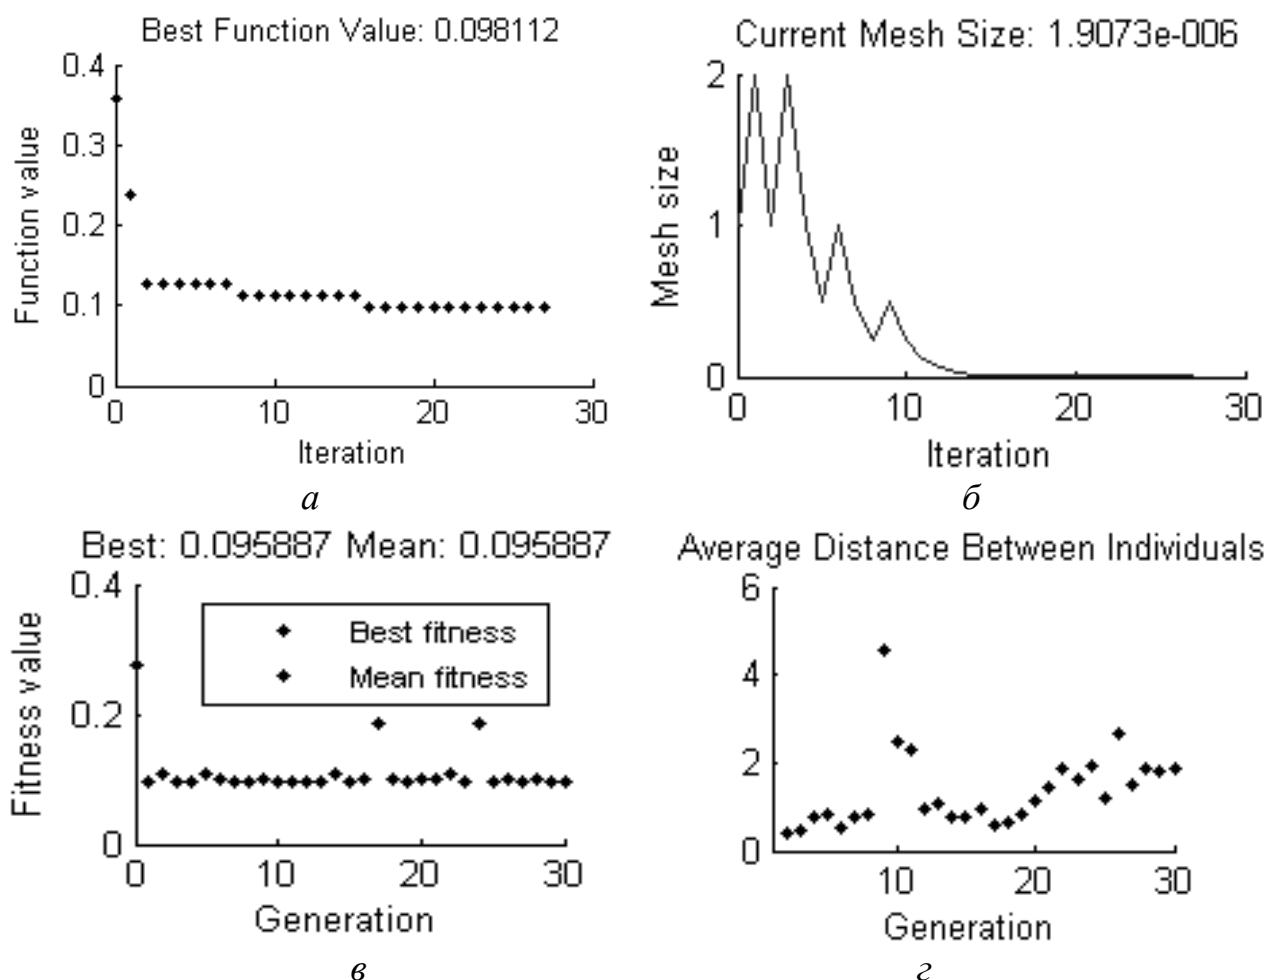 Best Function Value: 0.098112
0.4
0.3
0.2
0.1
0
Function value
0
10
20
30
Iteration
а
Current Mesh Size: 1.9073e-006
2
1
0
Mesh size
0
10
20
30
Iteration
б
Best: 0.095887 Mean: 0.095887
0.4
0.2
0
Fitness value
Best fitness
Mean fitness
0
10
20
30
Generation
в
Average Distance Between Individuals
6
4
2
0
10
20
30
Generation
г